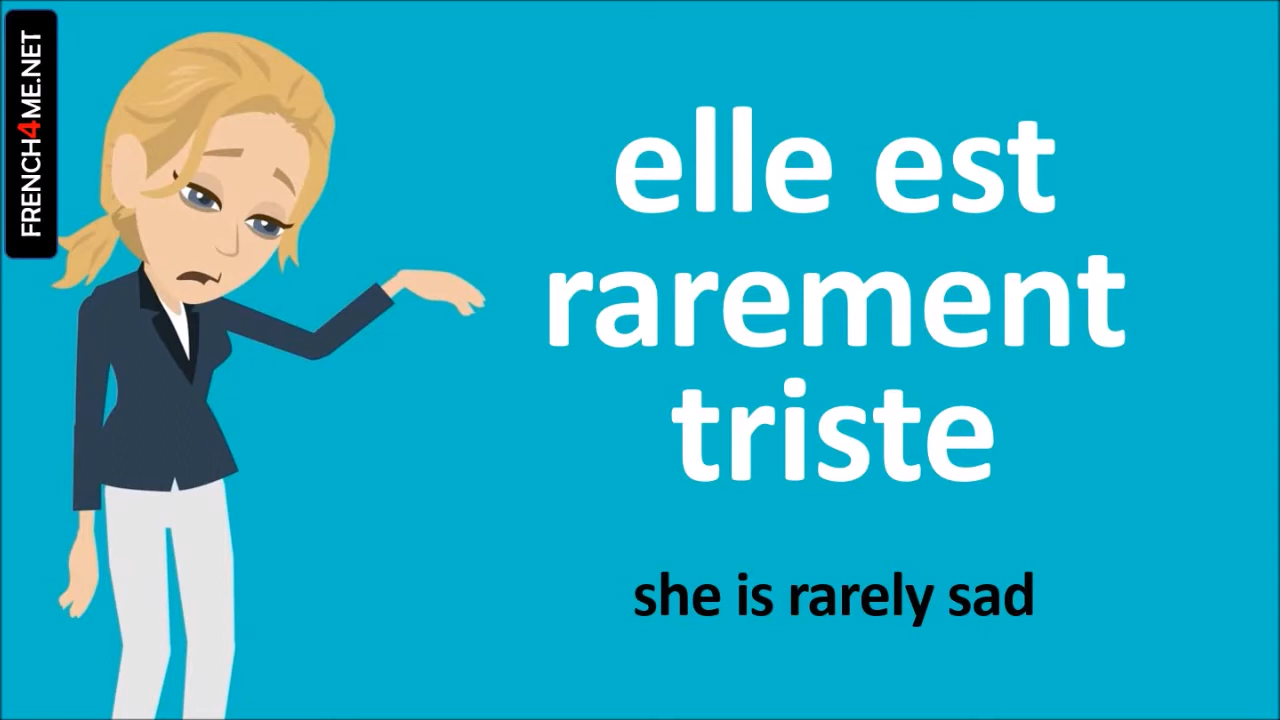 FRENCH4ME.NET
elle est
rarement
triste
she is rarely sad